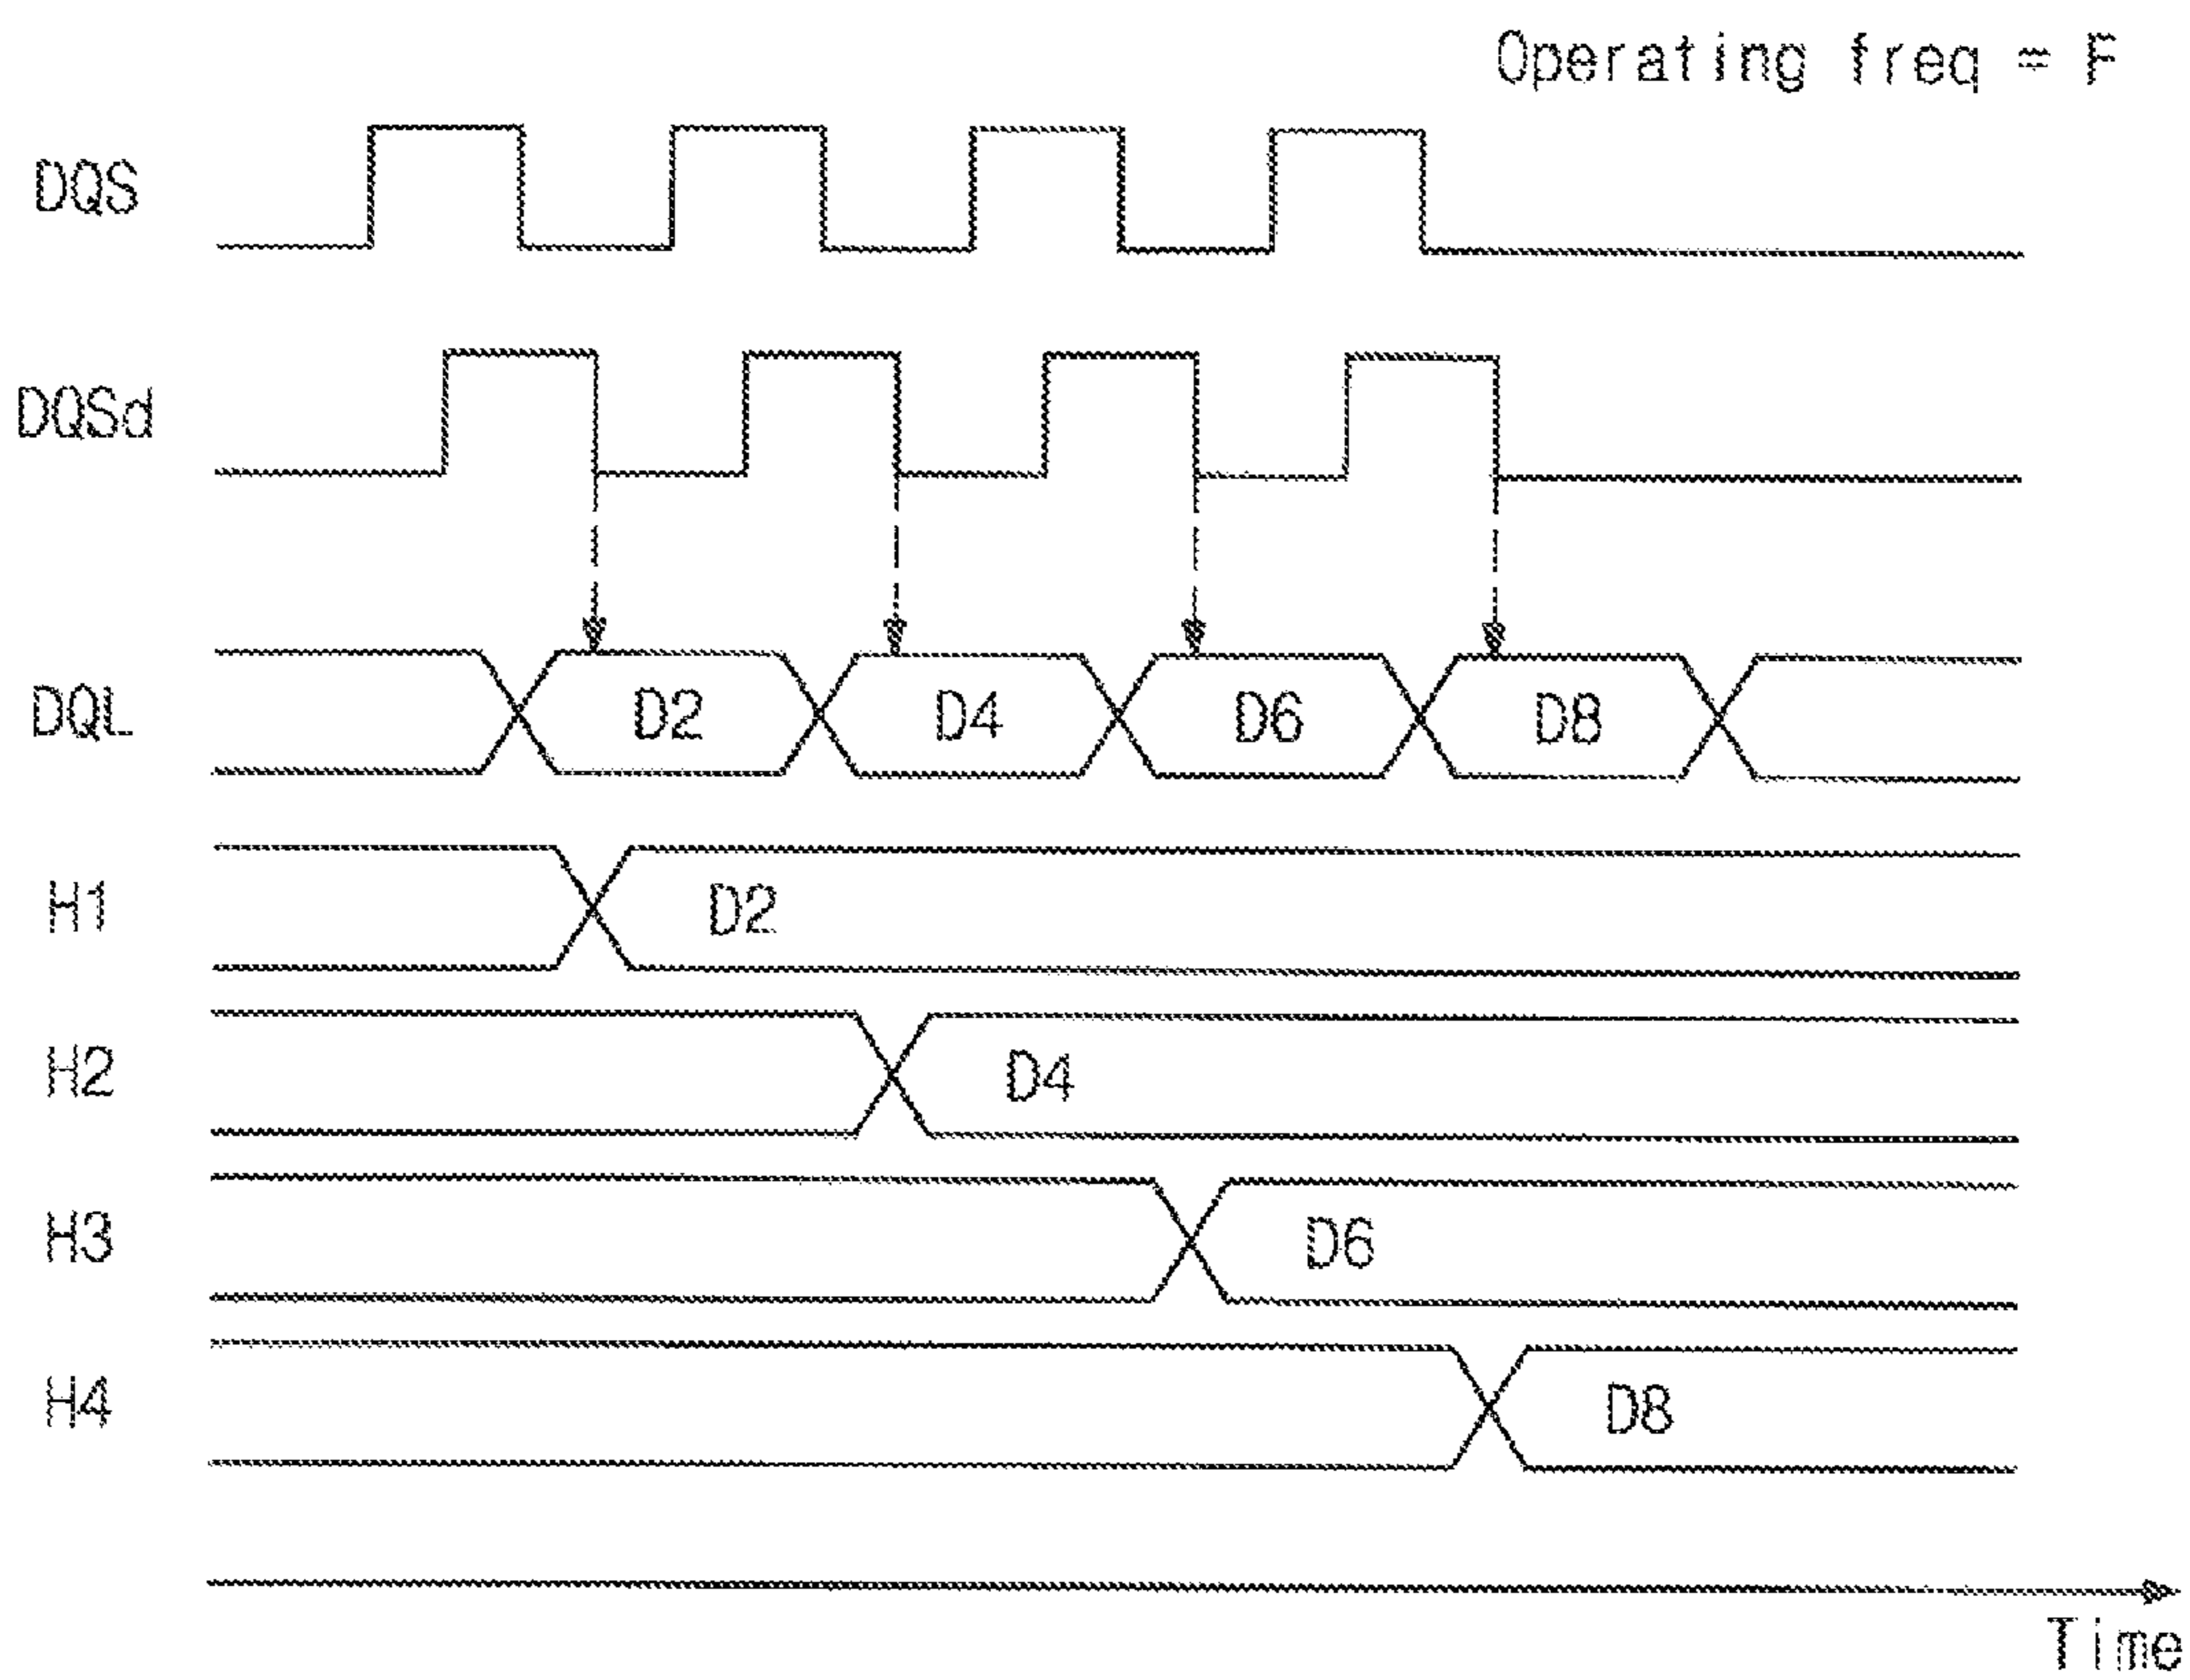 Operating freq = F
DQS
DQSd
DQL D2 D4 D6 D8
H1 D2
H2 D4
H3 D6
H4 D8
Time